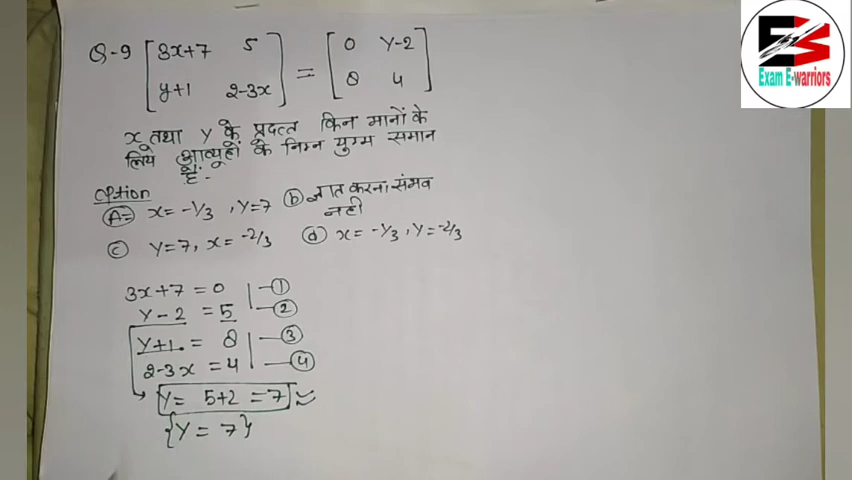 Q-9 [3x+7 5] = [0 y-2]
[y+1 2-3x] [8 4]
x तथा y के प्रदत्त किन मानों के
लिये आव्यूहों के निम्न युग्म समान
हैं-
option
(A) x = -1/3 , y=7 (b) ज्ञात करना संभव
नही
(c) y=7, x = -2/3 (d) x = -1/3, y = -2/3
3x+7 = 0 —(1)
y-2 = 5 —(2)
y+1 = 8 —(3)
2-3x = 4 —(4)
y = 5+2 = 7
{y = 7}
Exam E-warriors